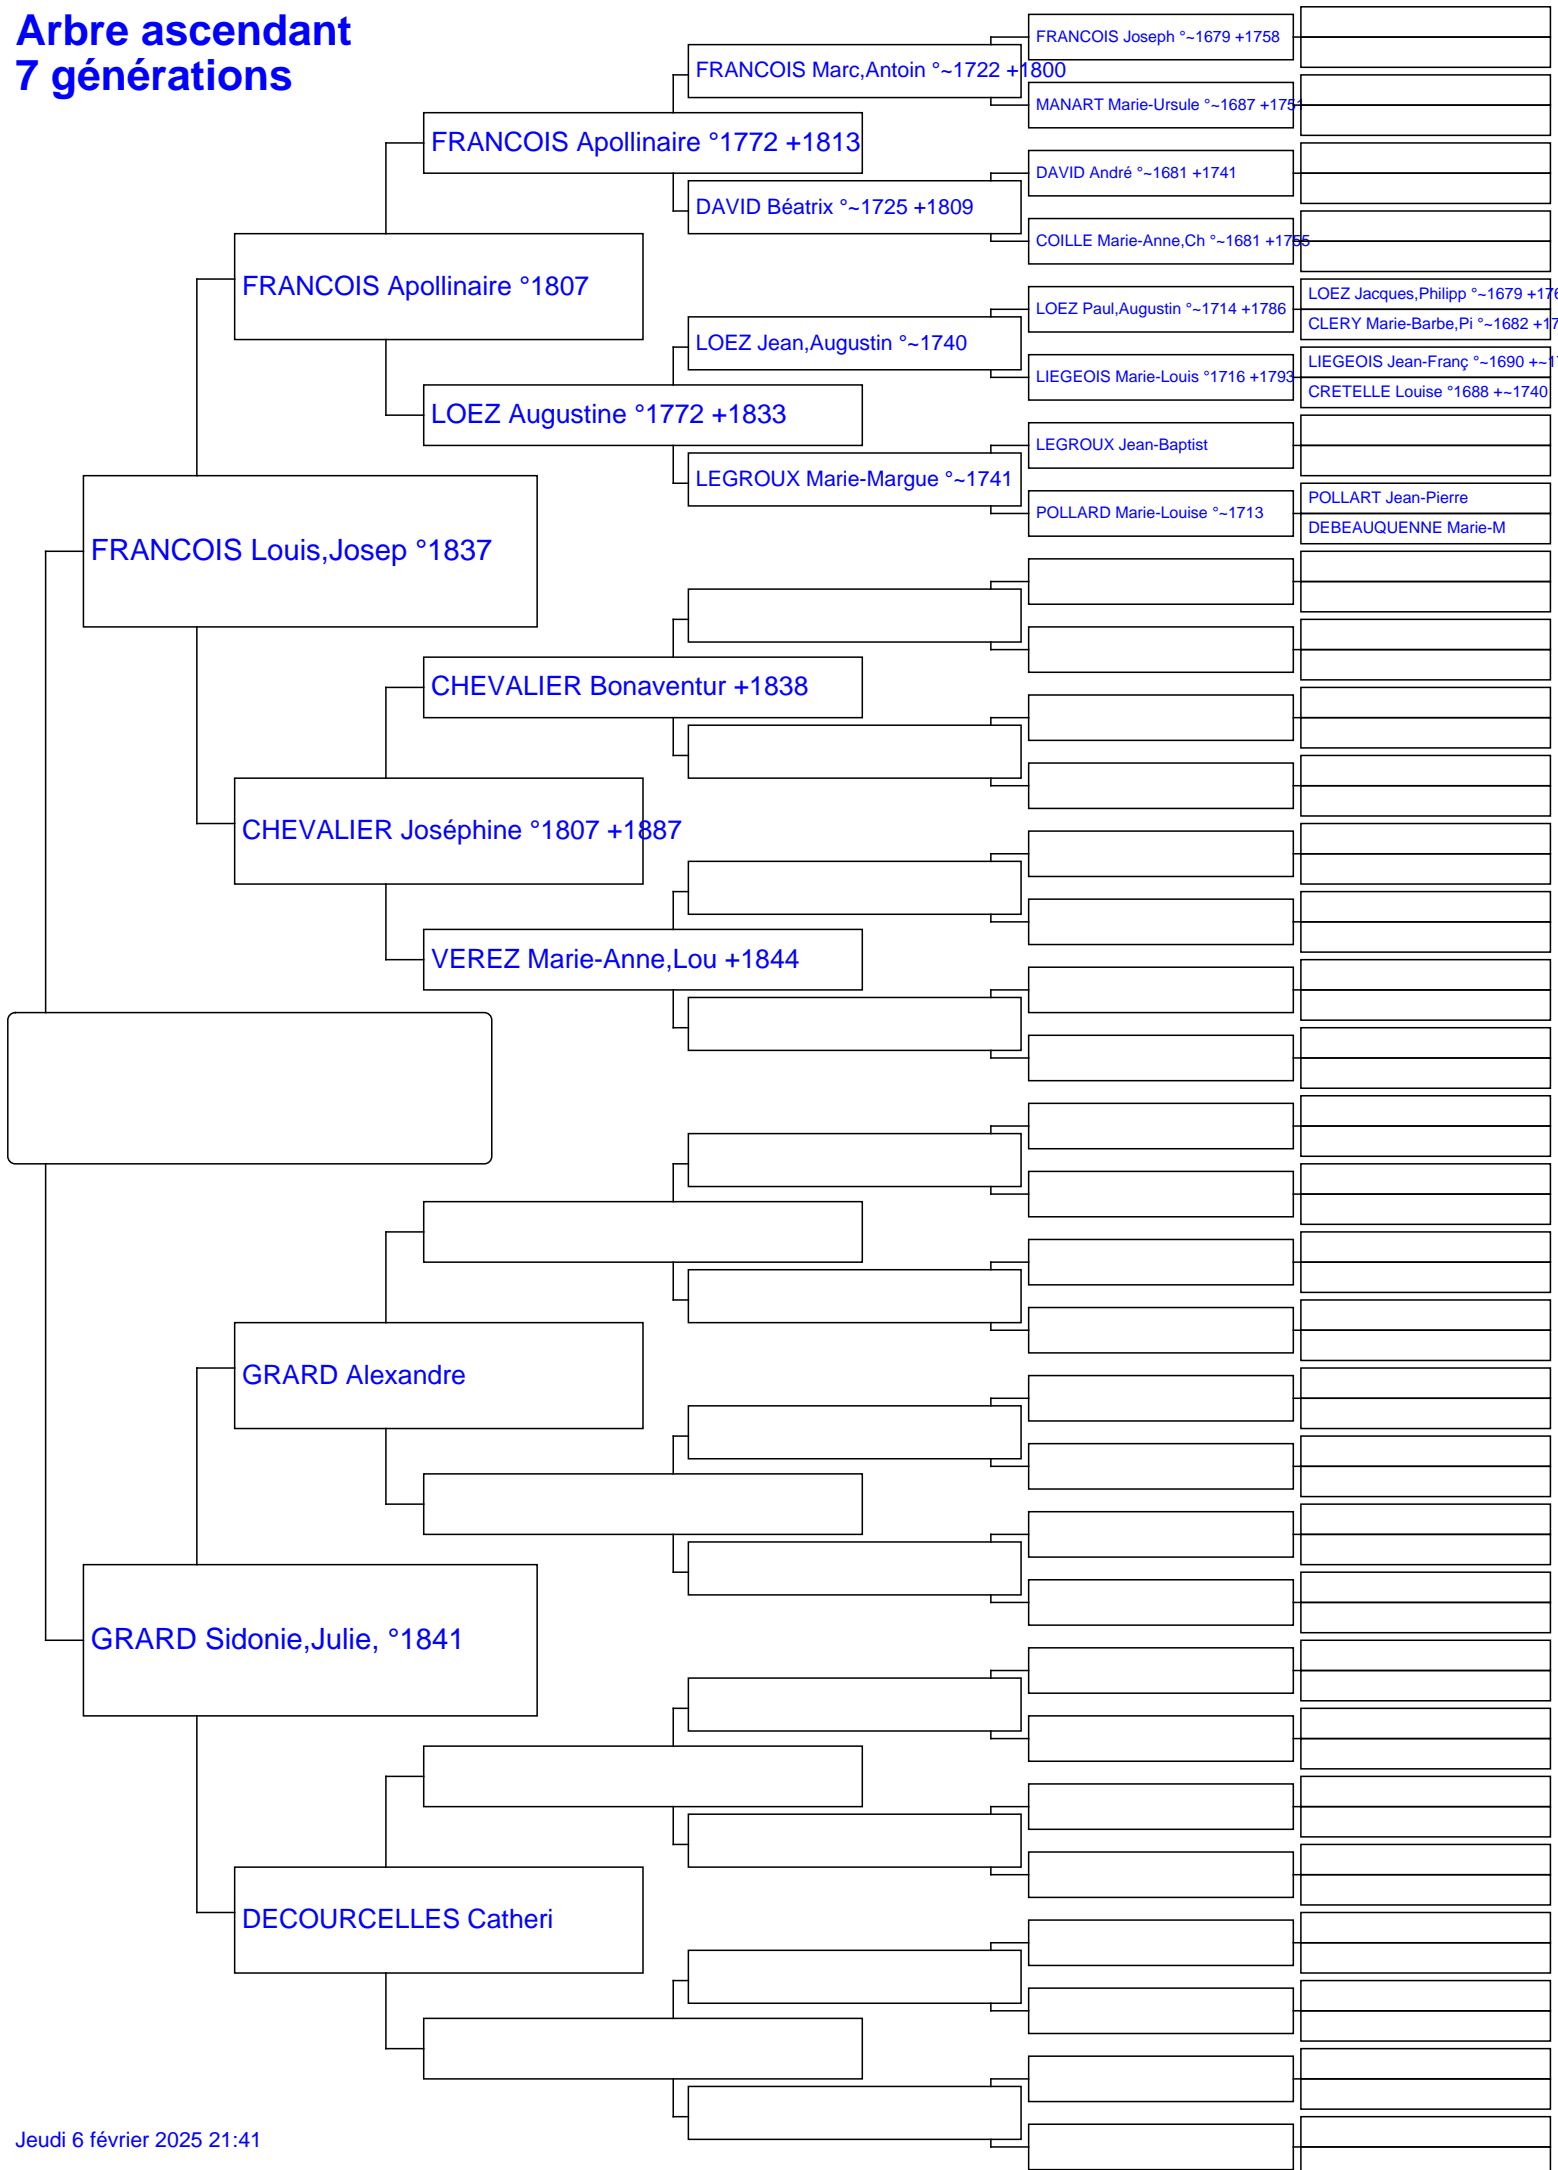 Arbre ascendant
7 générations
FRANCOIS Joseph °~1679 +1758
FRANCOIS Marc,Antoin °~1722 +1800
MANART Marie-Ursule °~1687 +1751
FRANCOIS Apollinaire °1772 +1813
DAVID André °~1681 +1741
DAVID Béatrix °~1725 +1809
COILLE Marie-Anne,Ch °~1681 +1755
FRANCOIS Apollinaire °1807
LOEZ Jacques,Philipp °~1679 +176
LOEZ Paul,Augustin °~1714 +1786
CLERY Marie-Barbe,Pi °~1682 +17
LOEZ Jean,Augustin °~1740
LIEGEOIS Jean-Franç °~1690 +~17
LIEGEOIS Marie-Louis °1716 +1793
CRETELLE Louise °1688 +~1740
LOEZ Augustine °1772 +1833
LEGROUX Jean-Baptist
LEGROUX Marie-Margue °~1741
POLLART Jean-Pierre
POLLARD Marie-Louise °~1713
DEBEAUQUENNE Marie-M
FRANCOIS Louis,Josep °1837
CHEVALIER Bonaventur +1838
CHEVALIER Joséphine °1807 +1887
VEREZ Marie-Anne,Lou +1844
GRARD Alexandre
GRARD Sidonie,Julie, °1841
DECOURCELLES Catheri
Jeudi 6 février 2025 21:41